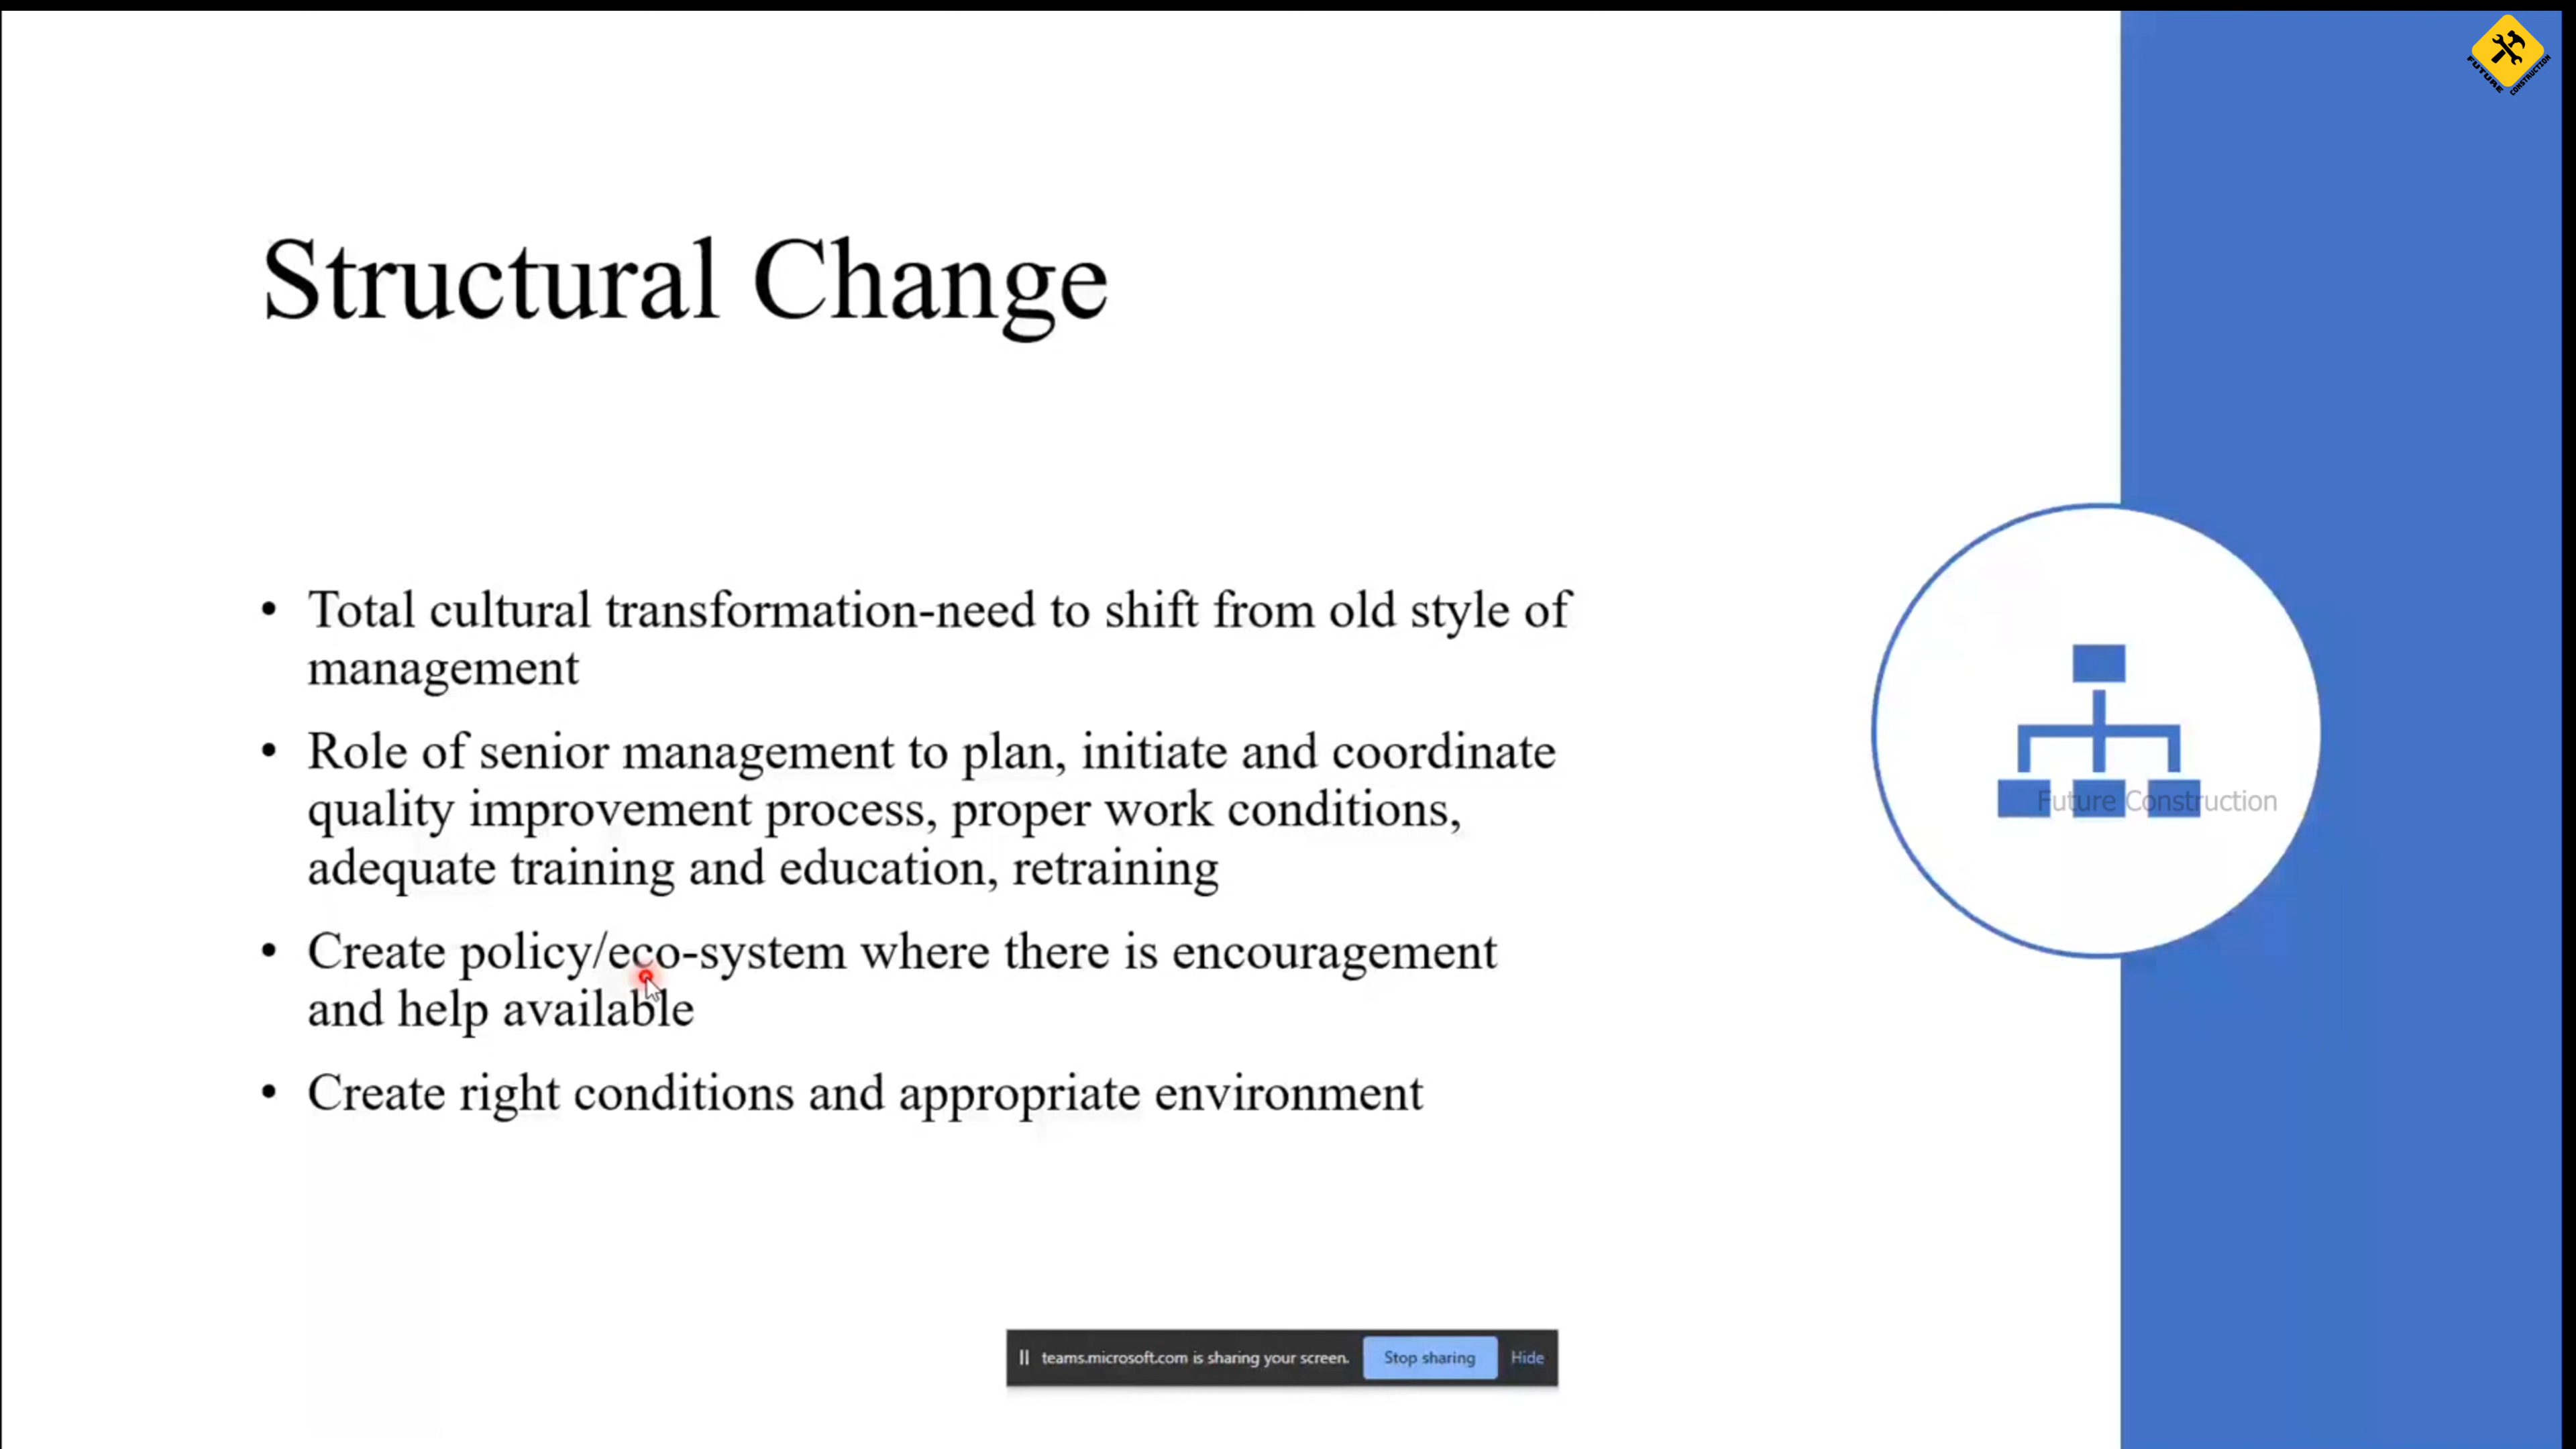 FUTURE CONSTRUCTION
Structural Change
• Total cultural transformation-need to shift from old style of
management
• Role of senior management to plan, initiate and coordinate
quality improvement process, proper work conditions,
adequate training and education, retraining
• Create policy/eco-system where there is encouragement
and help available
• Create right conditions and appropriate environment
Future Construction
teams.microsoft.com is sharing your screen. Stop sharing Hide